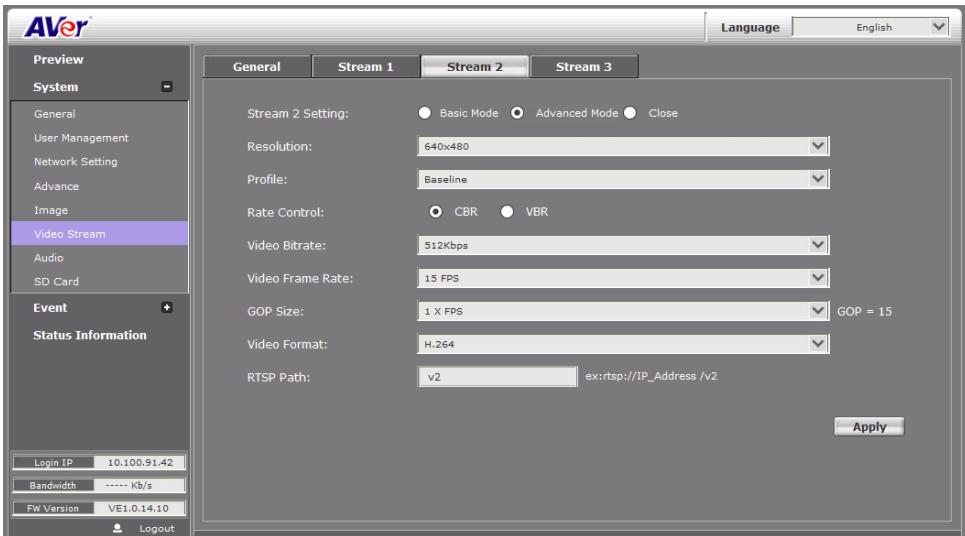 AVer
Language English
Preview
System
General
User Management
Network Setting
Advance
Image
Video Stream
Audio
SD Card
Event
Status Information
Login IP 10.100.91.42
Bandwidth ----- Kb/s
FW Version VE1.0.14.10
Logout
General Stream 1 Stream 2 Stream 3
Stream 2 Setting: Basic Mode Advanced Mode Close
Resolution: 640x480
Profile: Baseline
Rate Control: CBR VBR
Video Bitrate: 512Kbps
Video Frame Rate: 15 FPS
GOP Size: 1 X FPS GOP = 15
Video Format: H.264
RTSP Path: v2 ex:rtsp://IP_Address /v2
Apply